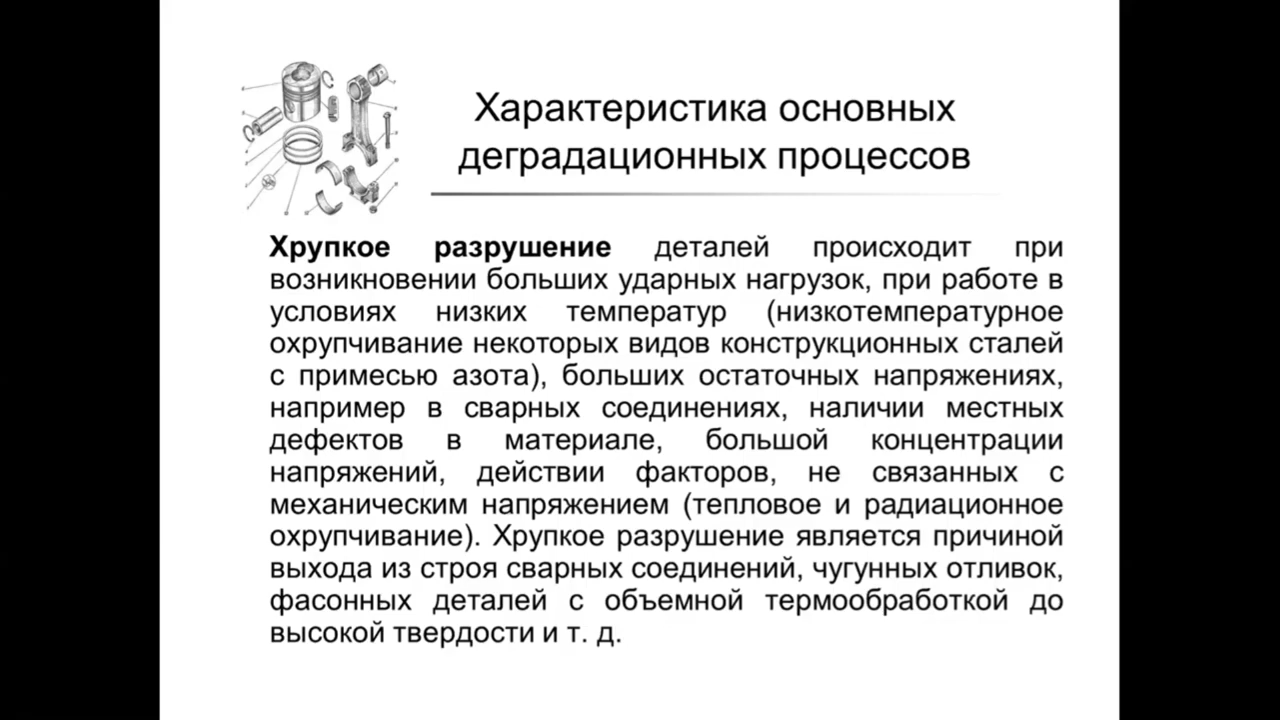 Характеристика основных
деградационных процессов
Хрупкое разрушение деталей происходит при
возникновении больших ударных нагрузок, при работе в
условиях низких температур (низкотемпературное
охрупчивание некоторых видов конструкционных сталей
с примесью азота), больших остаточных напряжениях,
например в сварных соединениях, наличии местных
дефектов в материале, большой концентрации
напряжений, действии факторов, не связанных с
механическим напряжением (тепловое и радиационное
охрупчивание). Хрупкое разрушение является причиной
выхода из строя сварных соединений, чугунных отливок,
фасонных деталей с объемной термообработкой до
высокой твердости и т. д.